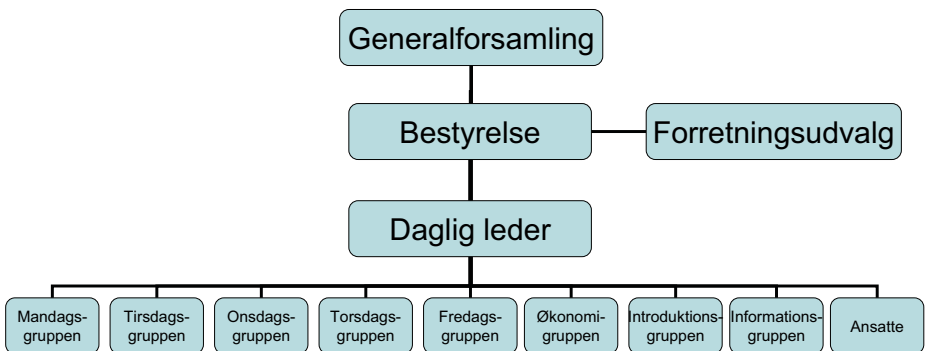 Generalforsamling
Bestyrelse
Forretningsudvalg
Daglig leder
Mandags-
gruppen
Tirsdags-
gruppen
Onsdags-
gruppen
Torsdags-
gruppen
Fredags-
gruppen
Økonomi-
gruppen
Introduktions-
gruppen
Informations-
gruppen
Ansatte